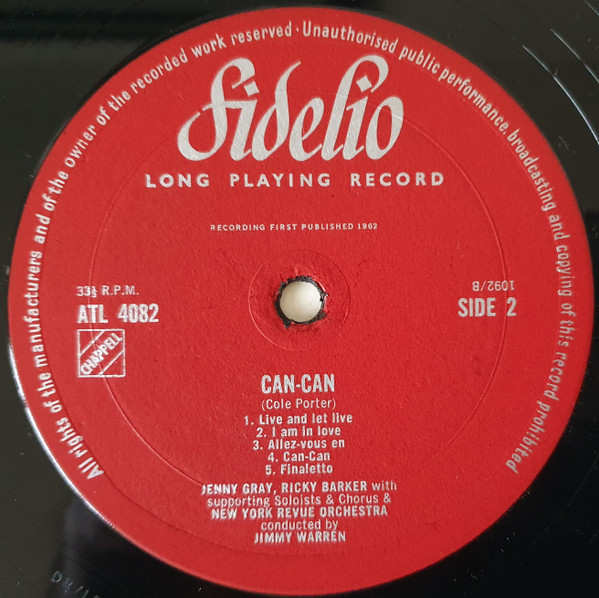 All rights of the manufacturers and of the owner of the recorded work reserved · Unauthorised public performance, broadcasting and copying of this record prohibited
fidelio
LONG PLAYING RECORD
RECORDING FIRST PUBLISHED 1962
33⅓ R.P.M.
ATL 4082
CHAPPELL
1092/B
SIDE 2
CAN-CAN
(Cole Porter)
1. Live and let live
2. I am in love
3. Allez-vous en
4. Can-Can
5. Finaletto
JENNY GRAY, RICKY BARKER with
supporting Soloists & Chorus &
NEW YORK REVUE ORCHESTRA
conducted by
JIMMY WARREN